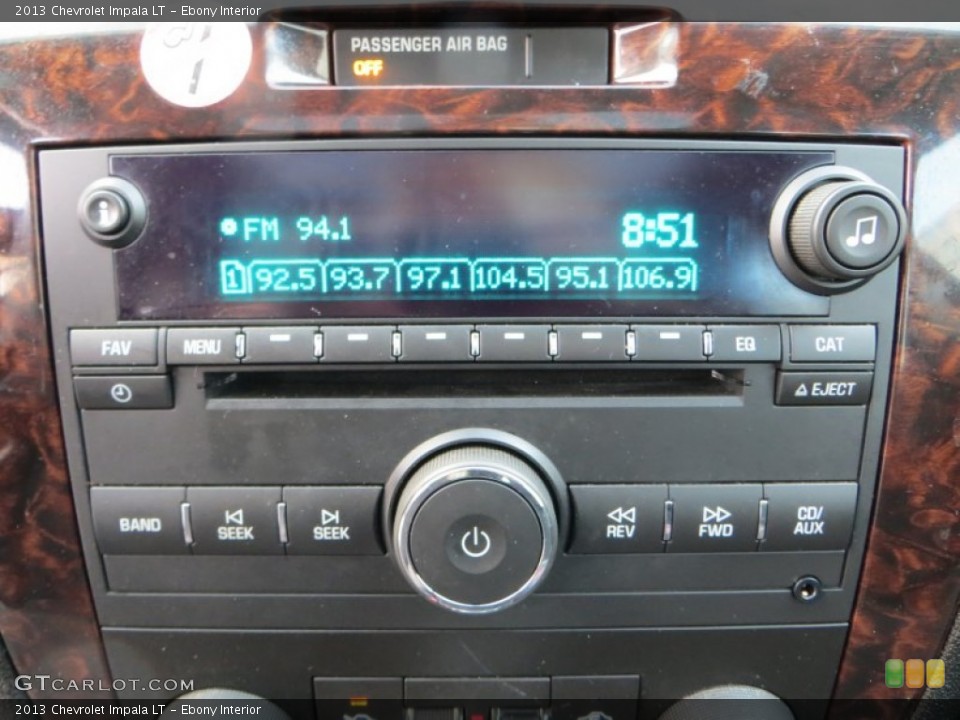 2013 Chevrolet Impala LT - Ebony Interior
PASSENGER AIR BAG
OFF
FM 94.1 8:51
1 92.5 93.7 97.1 104.5 95.1 106.9
FAV MENU EQ CAT
EJECT
BAND SEEK SEEK REV FWD CD/
AUX
GTCARLOT.COM
2013 Chevrolet Impala LT - Ebony Interior